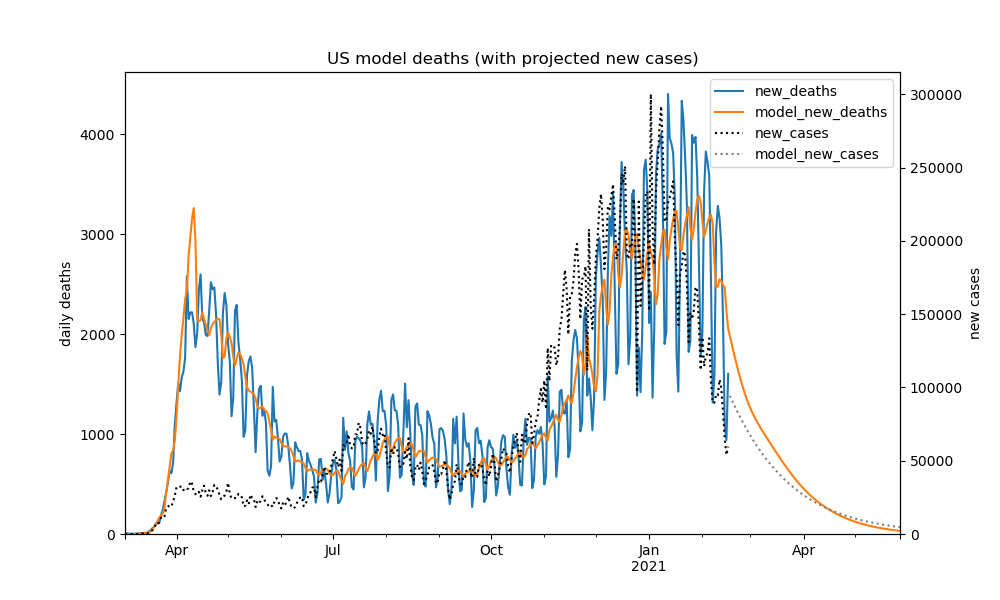 US model deaths (with projected new cases)
new_deaths
model_new_deaths
new_cases
model_new_cases
daily deaths
4000
3000
2000
1000
0
300000
250000
200000
150000
100000
50000
0
new cases
Apr
Jul
Oct
Jan
2021
Apr